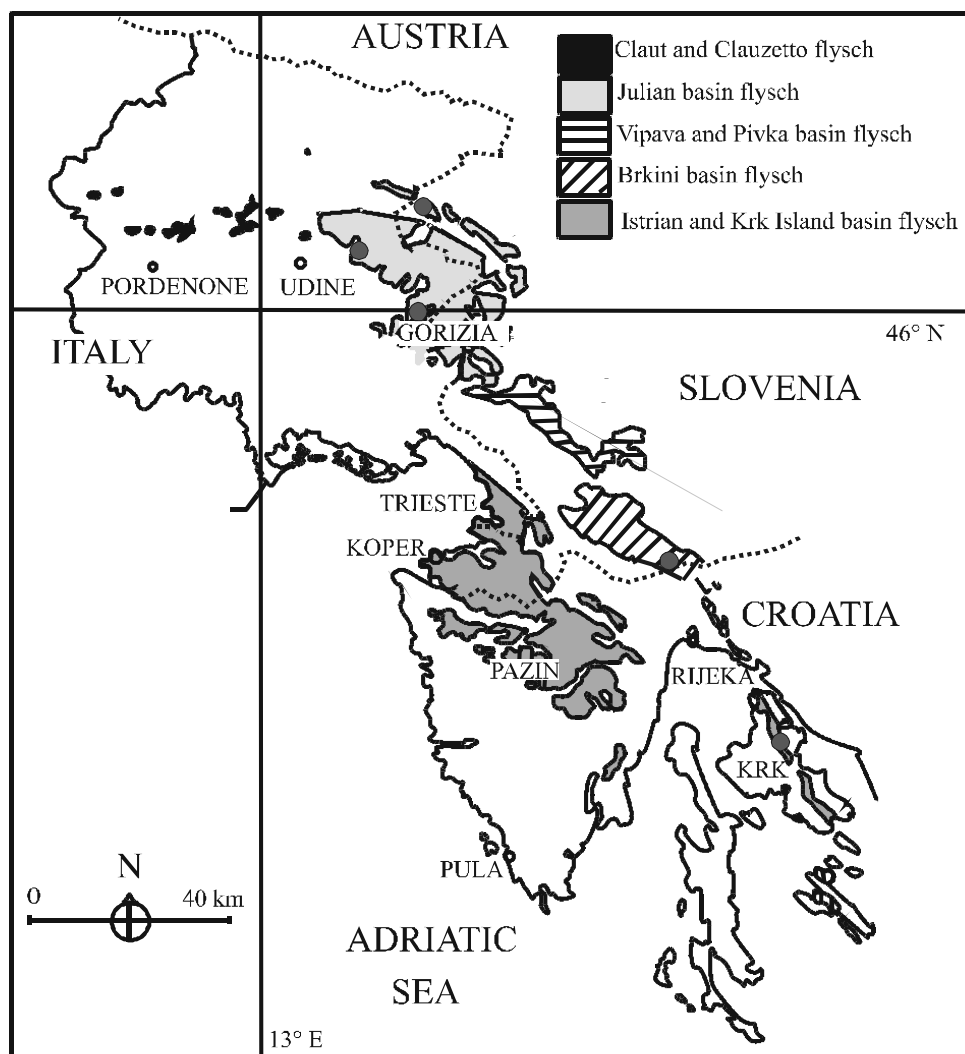 AUSTRIA
Claut and Clauzetto flysch
Julian basin flysch
Vipava and Pivka basin flysch
Brkini basin flysch
Istrian and Krk Island basin flysch
PORDENONE
UDINE
GORIZIA
46° N
ITALY
SLOVENIA
TRIESTE
KOPER
CROATIA
PAZIN
RIJEKA
KRK
PULA
N
0
40 km
ADRIATIC
SEA
13° E